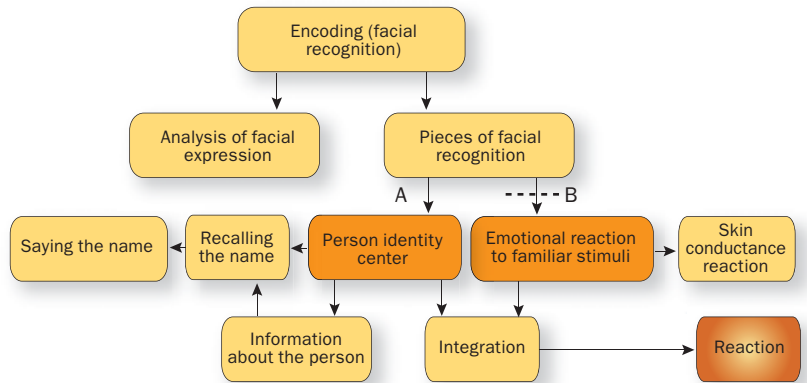 Encoding (facial
recognition)
Analysis of facial
expression
Pieces of facial
recognition
A
B
Saying the name
Recalling
the name
Person identity
center
Emotional reaction
to familiar stimuli
Skin
conductance
reaction
Information
about the person
Integration
Reaction